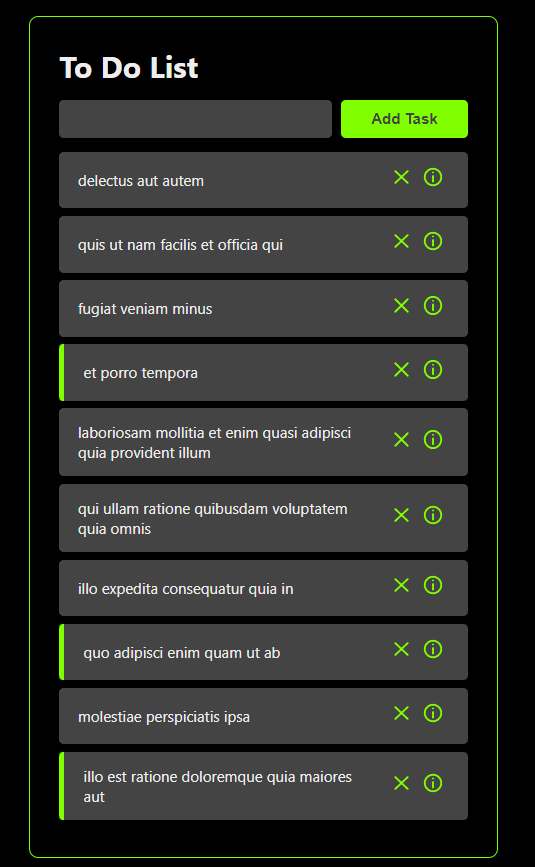 To Do List
Add Task
delectus aut autem
quis ut nam facilis et officia qui
fugiat veniam minus
et porro tempora
laboriosam mollitia et enim quasi adipisci
quia provident illum
qui ullam ratione quibusdam voluptatem
quia omnis
illo expedita consequatur quia in
quo adipisci enim quam ut ab
molestiae perspiciatis ipsa
illo est ratione doloremque quia maiores
aut